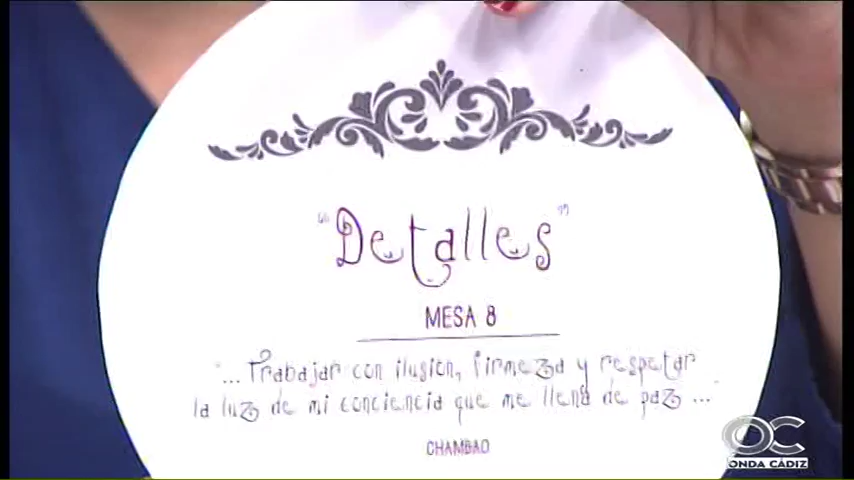 "Detalles"
MESA 8
"... Trabajar con ilusión, firmeza y respetar
la luz de mi conciencia que me llena de paz ..."
CHAMBAO
OC
ONDA CÁDIZ